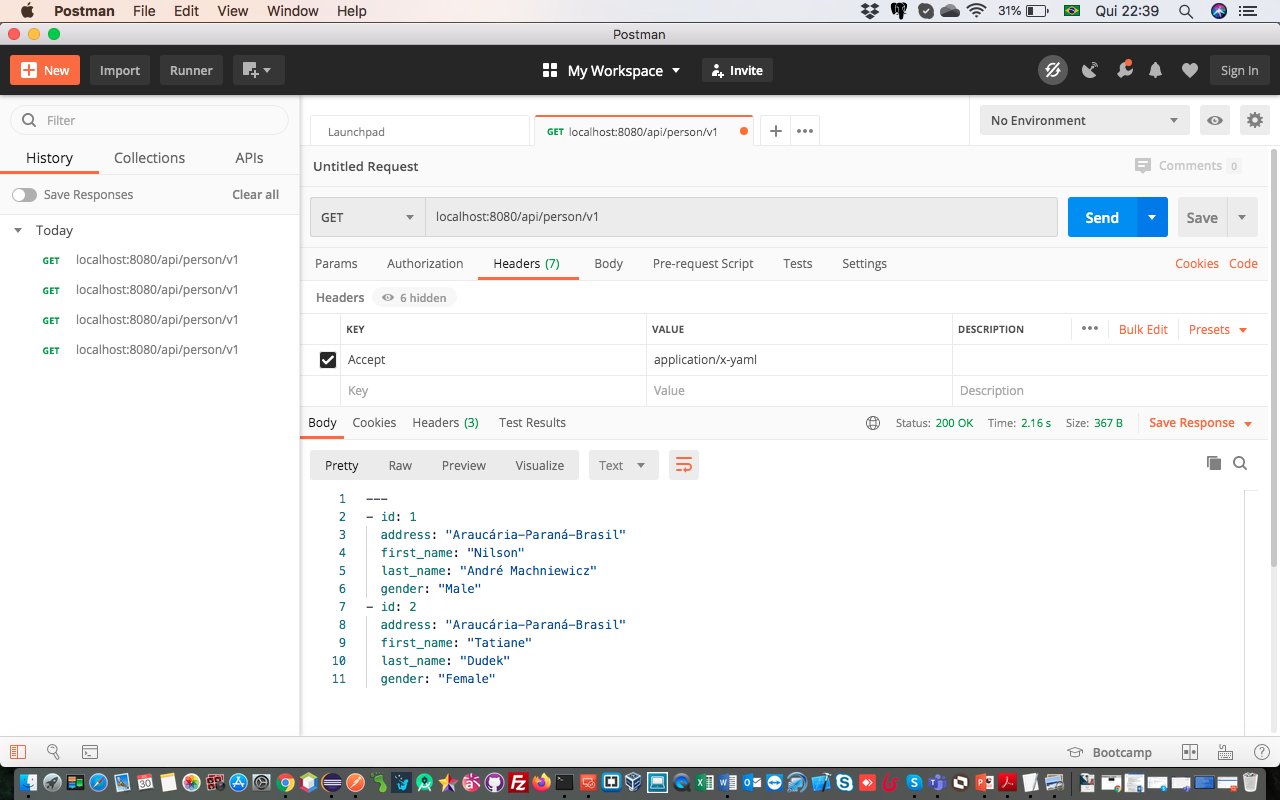 Postman File Edit View Window Help 31% Qui 22:39
Postman
New Import Runner My Workspace Invite Sign In
Filter
History Collections APIs
Save Responses Clear all
Today
GET localhost:8080/api/person/v1
GET localhost:8080/api/person/v1
GET localhost:8080/api/person/v1
GET localhost:8080/api/person/v1
Launchpad GET localhost:8080/api/person/v1 No Environment
Untitled Request Comments 0
GET localhost:8080/api/person/v1 Send Save
Params Authorization Headers (7) Body Pre-request Script Tests Settings Cookies Code
Headers 6 hidden
KEY VALUE DESCRIPTION Bulk Edit Presets
Accept application/x-yaml
Key Value Description
Body Cookies Headers (3) Test Results Status: 200 OK Time: 2.16 s Size: 367 B Save Response
Pretty Raw Preview Visualize Text
1 ---
2 - id: 1
3 address: "Araucária-Paraná-Brasil"
4 first_name: "Nilson"
5 last_name: "André Machniewicz"
6 gender: "Male"
7 - id: 2
8 address: "Araucária-Paraná-Brasil"
9 first_name: "Tatiane"
10 last_name: "Dudek"
11 gender: "Female"
Bootcamp